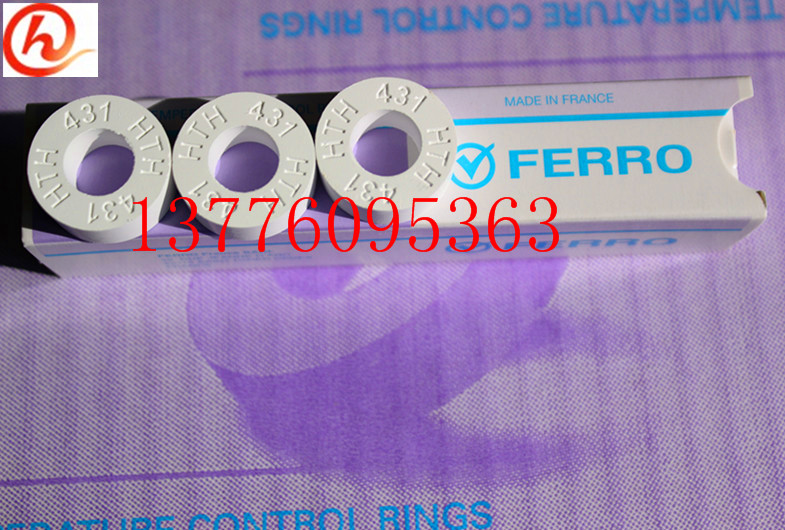 TEMPERATURE CONTROL RINGS
MADE IN FRANCE
FERRO
HTH 431 HTH 431
HTH 431 HTH 431
HTH 431 HTH 431
13776095363
FERRO
TEMPERATURE CONTROL RINGS